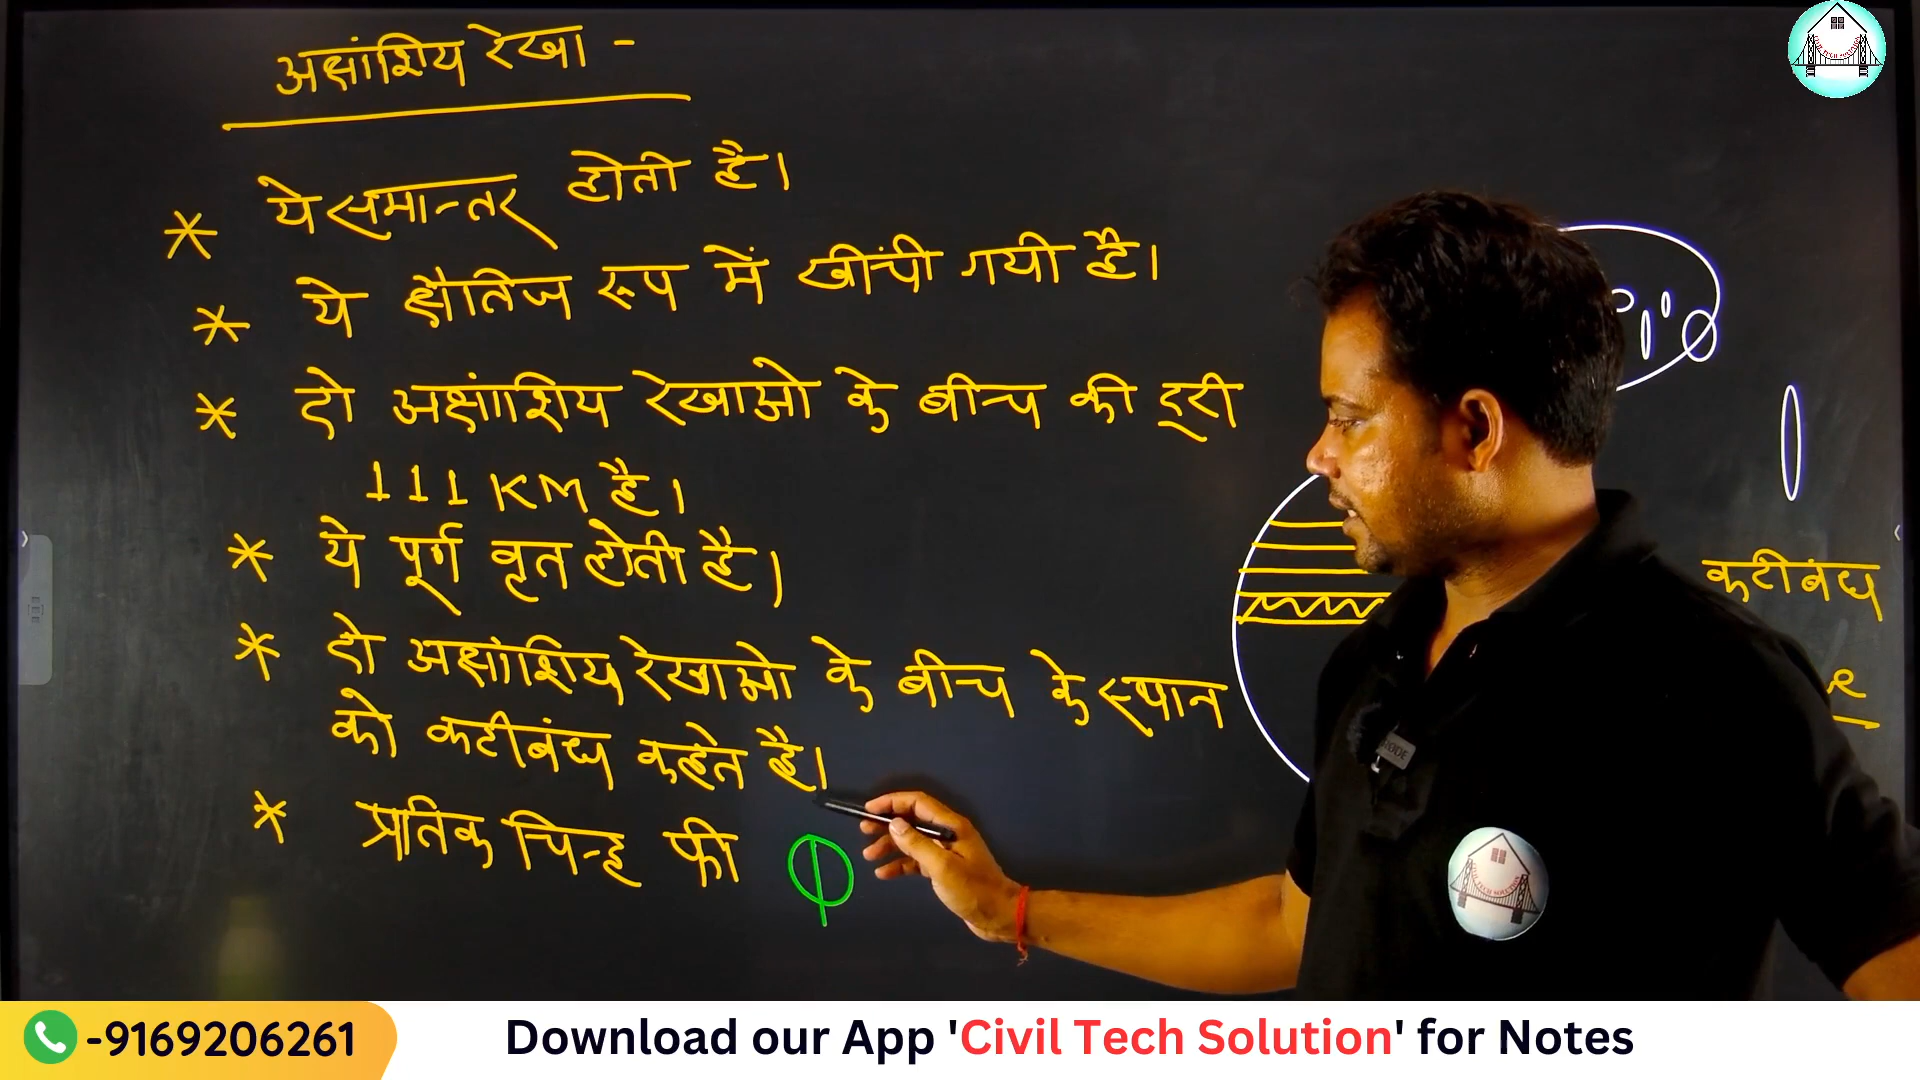 अक्षांशिय रेखा -
* ये समान्तर होती है।
* ये क्षैतिज रूप में खींची गयी है।
* दो अक्षांशिय रेखाओ के बीच की दूरी
111 KM है।
* ये पूर्ण वृत होती है।
* दो अक्षांशिय रेखाओ के बीच के स्थान
को कटीबंध कहते है।
* प्रतिक चिन्ह फी φ
कटीबंध
-9169206261
Download our App 'Civil Tech Solution' for Notes